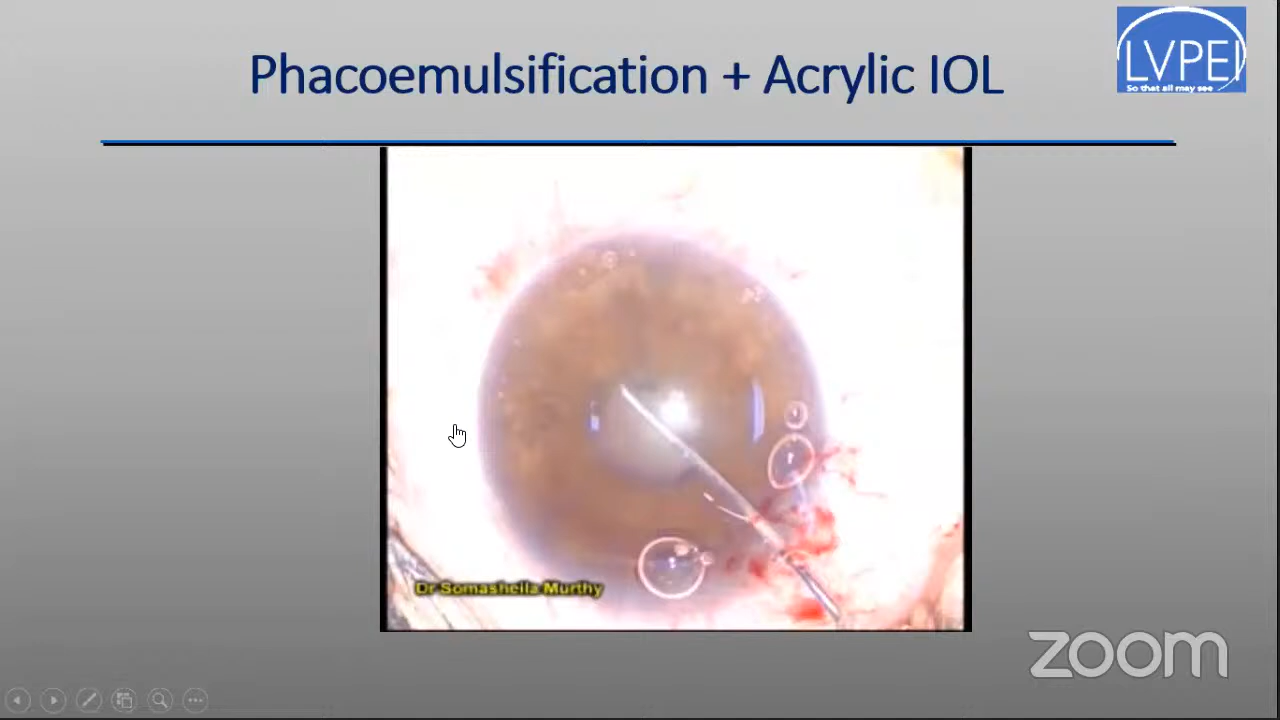 Phacoemulsification + Acrylic IOL
LVPEI
So that all may see
Dr Somasheila Murthy
zoom